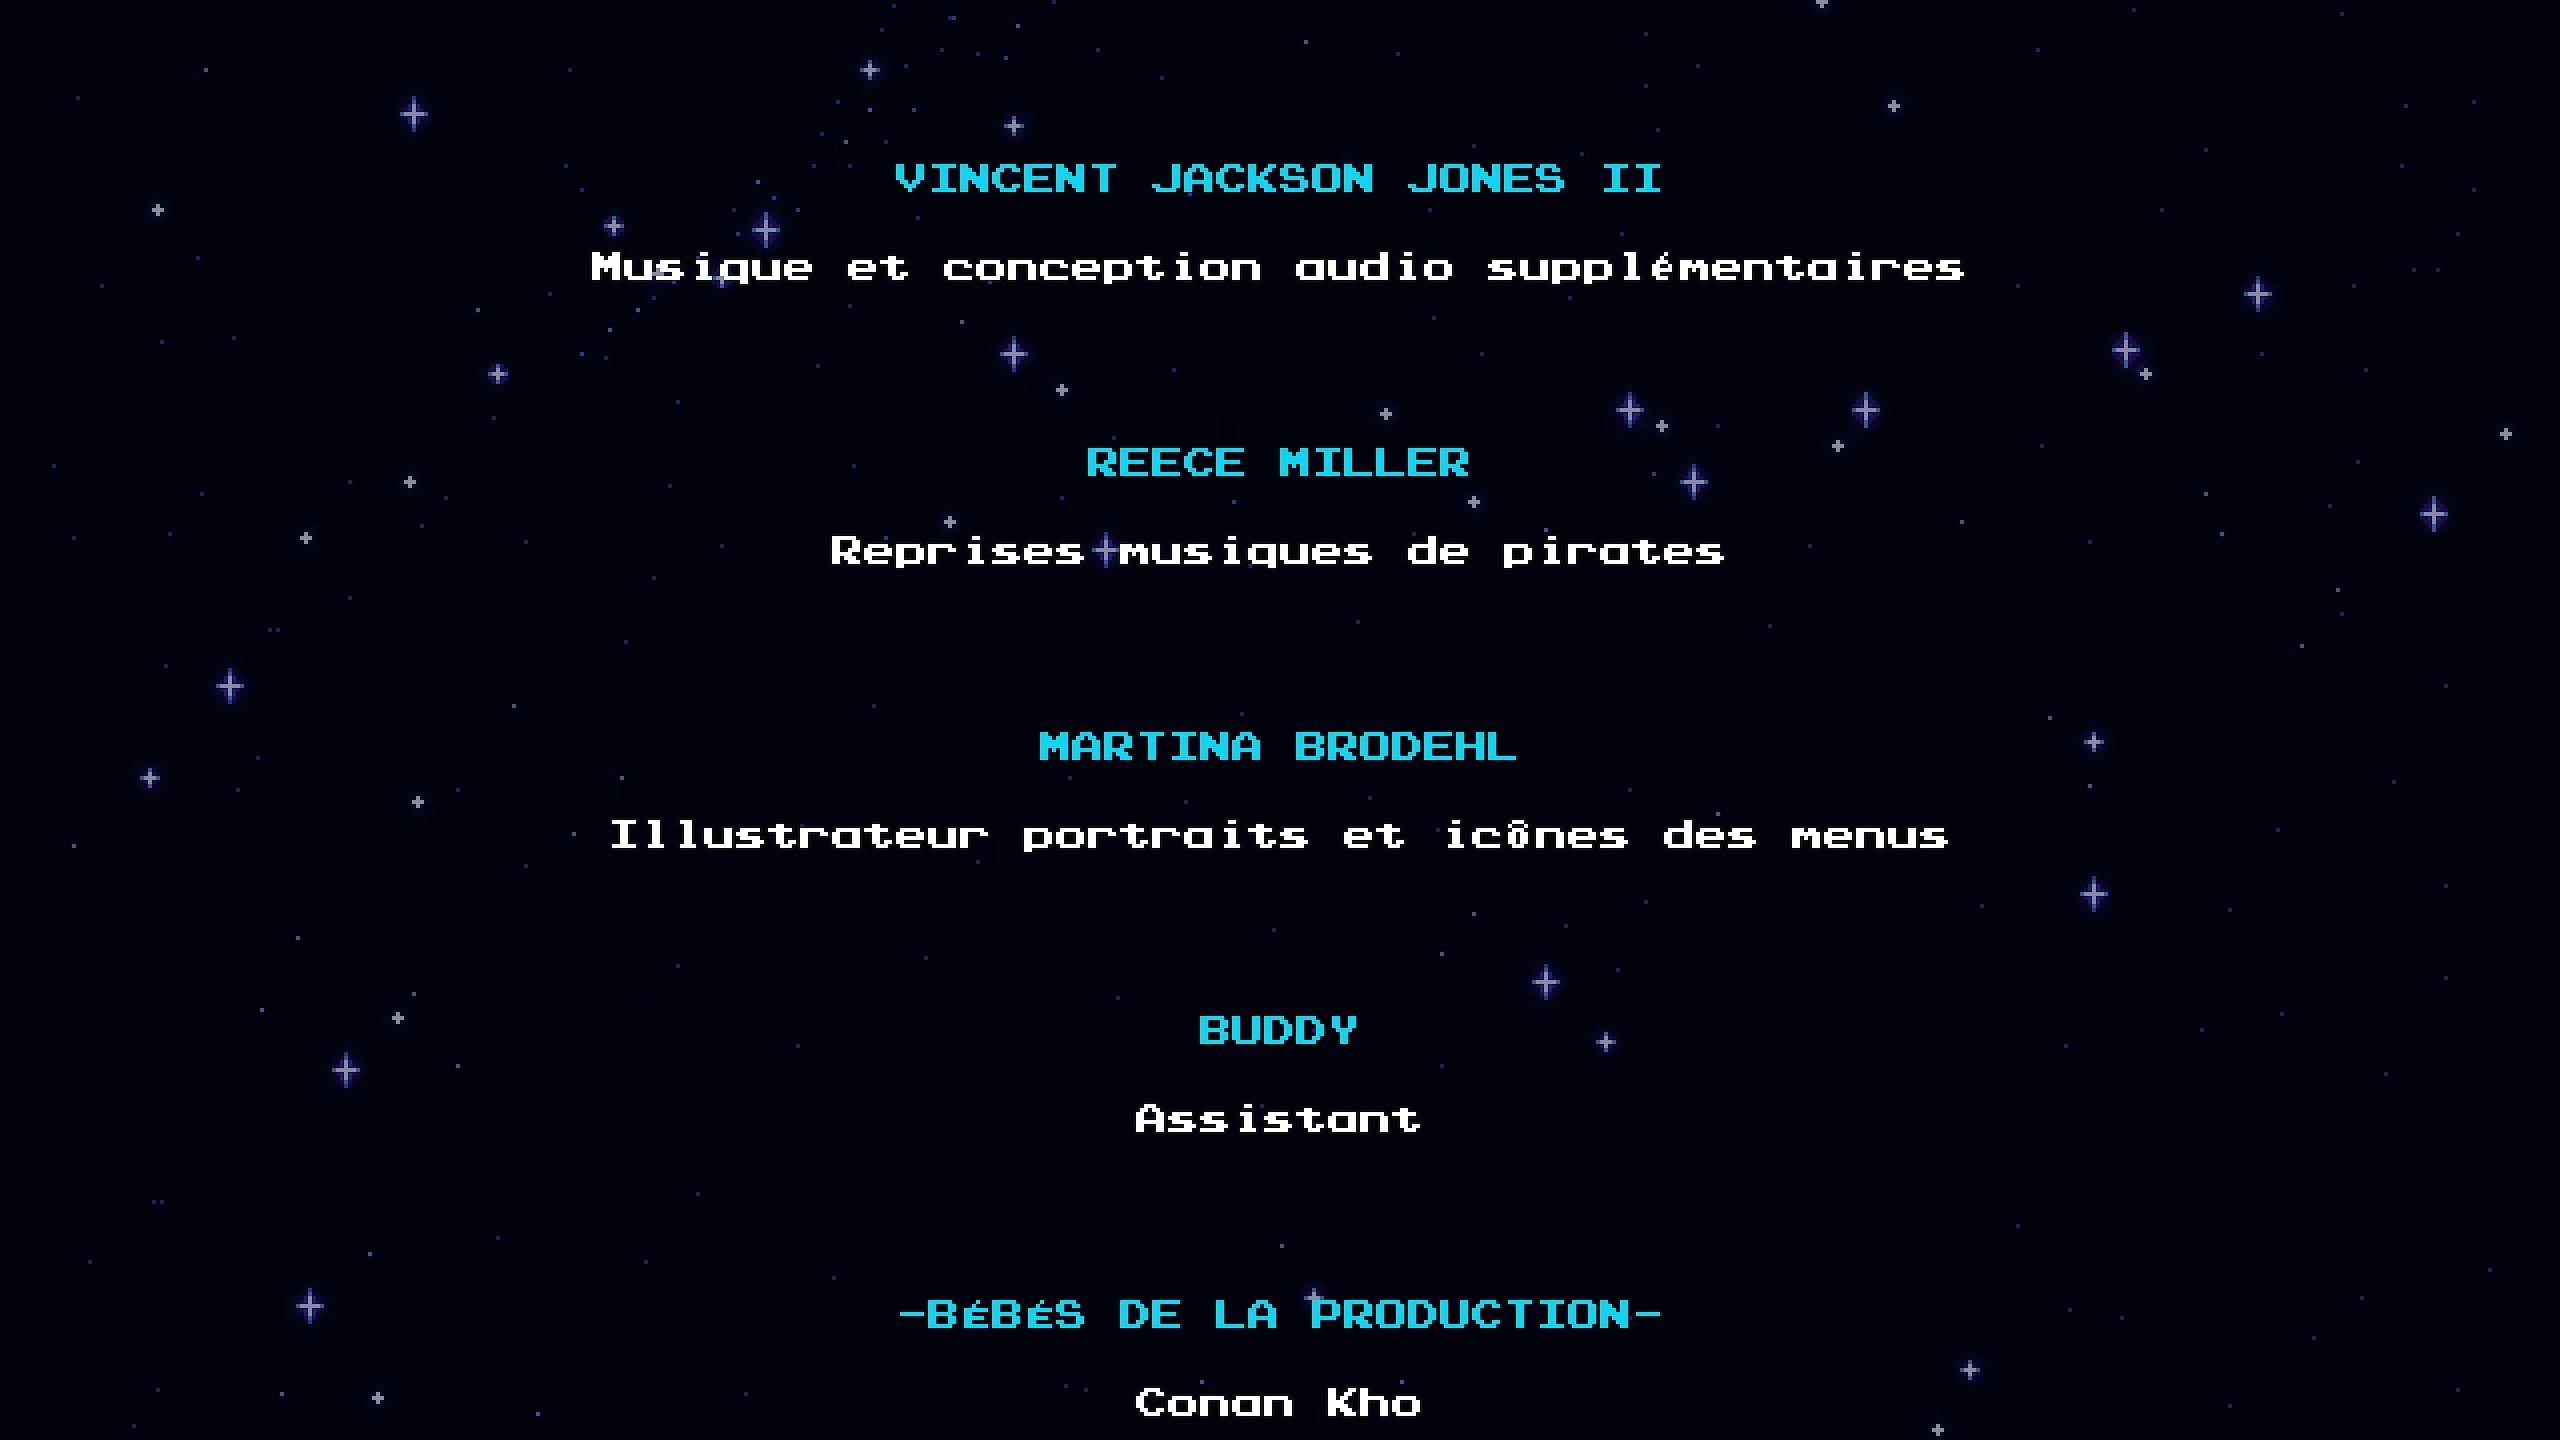 VINCENT JACKSON JONES II
Musique et conception audio supplémentaires
REECE MILLER
Reprises musiques de pirates
MARTINA BRODEHL
Illustrateur portraits et icônes des menus
BUDDY
Assistant
-BéBéS DE LA PRODUCTION-
Conan Kho